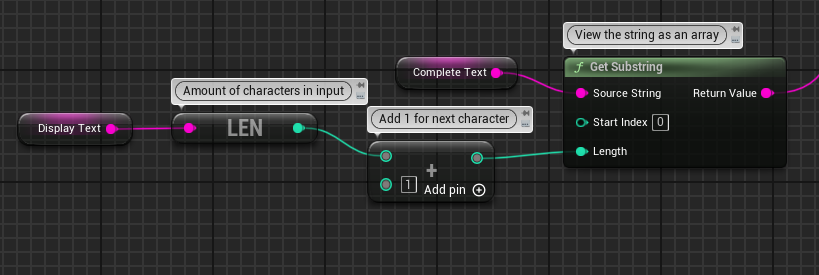 View the string as an array
Get Substring
Complete Text
Source String
Return Value
Amount of characters in input
Add 1 for next character
Display Text
LEN
Start Index 0
+
Length
1
Add pin